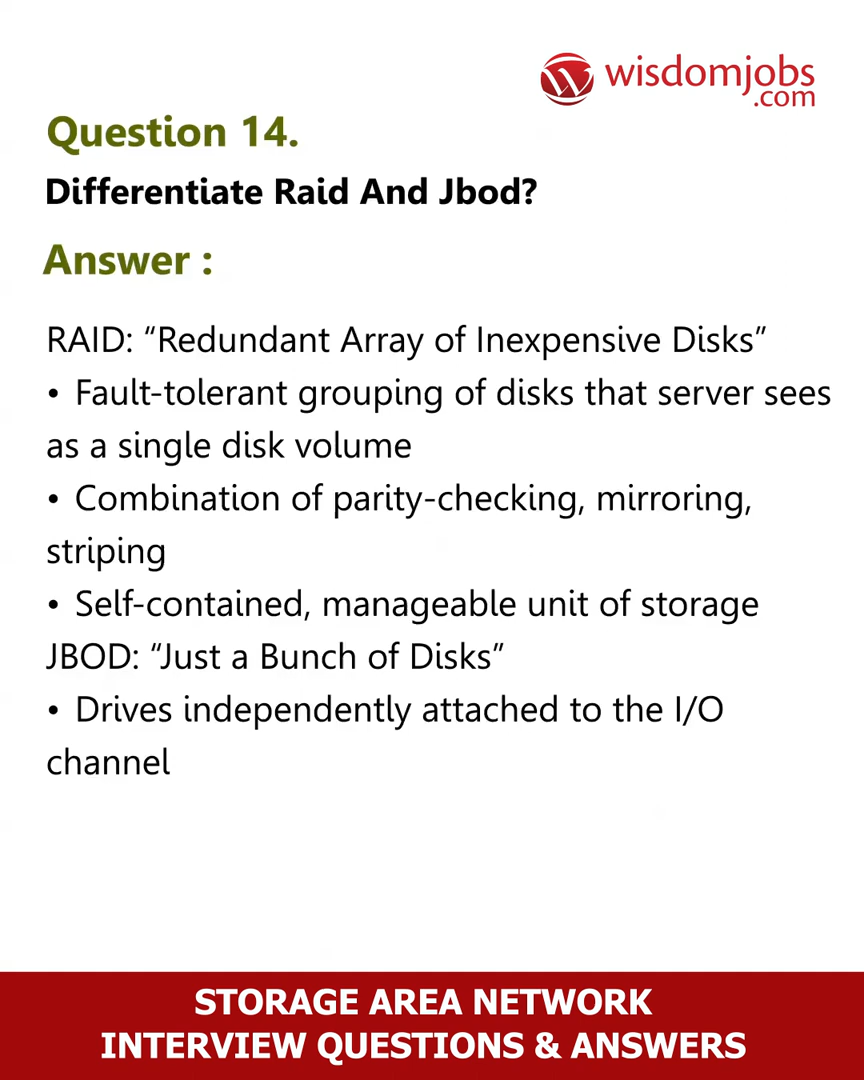 wisdomjobs
.com
Question 14.
Differentiate Raid And Jbod?
Answer :
RAID: “Redundant Array of Inexpensive Disks”
• Fault-tolerant grouping of disks that server sees
as a single disk volume
• Combination of parity-checking, mirroring,
striping
• Self-contained, manageable unit of storage
JBOD: “Just a Bunch of Disks”
• Drives independently attached to the I/O
channel
STORAGE AREA NETWORK
INTERVIEW QUESTIONS & ANSWERS